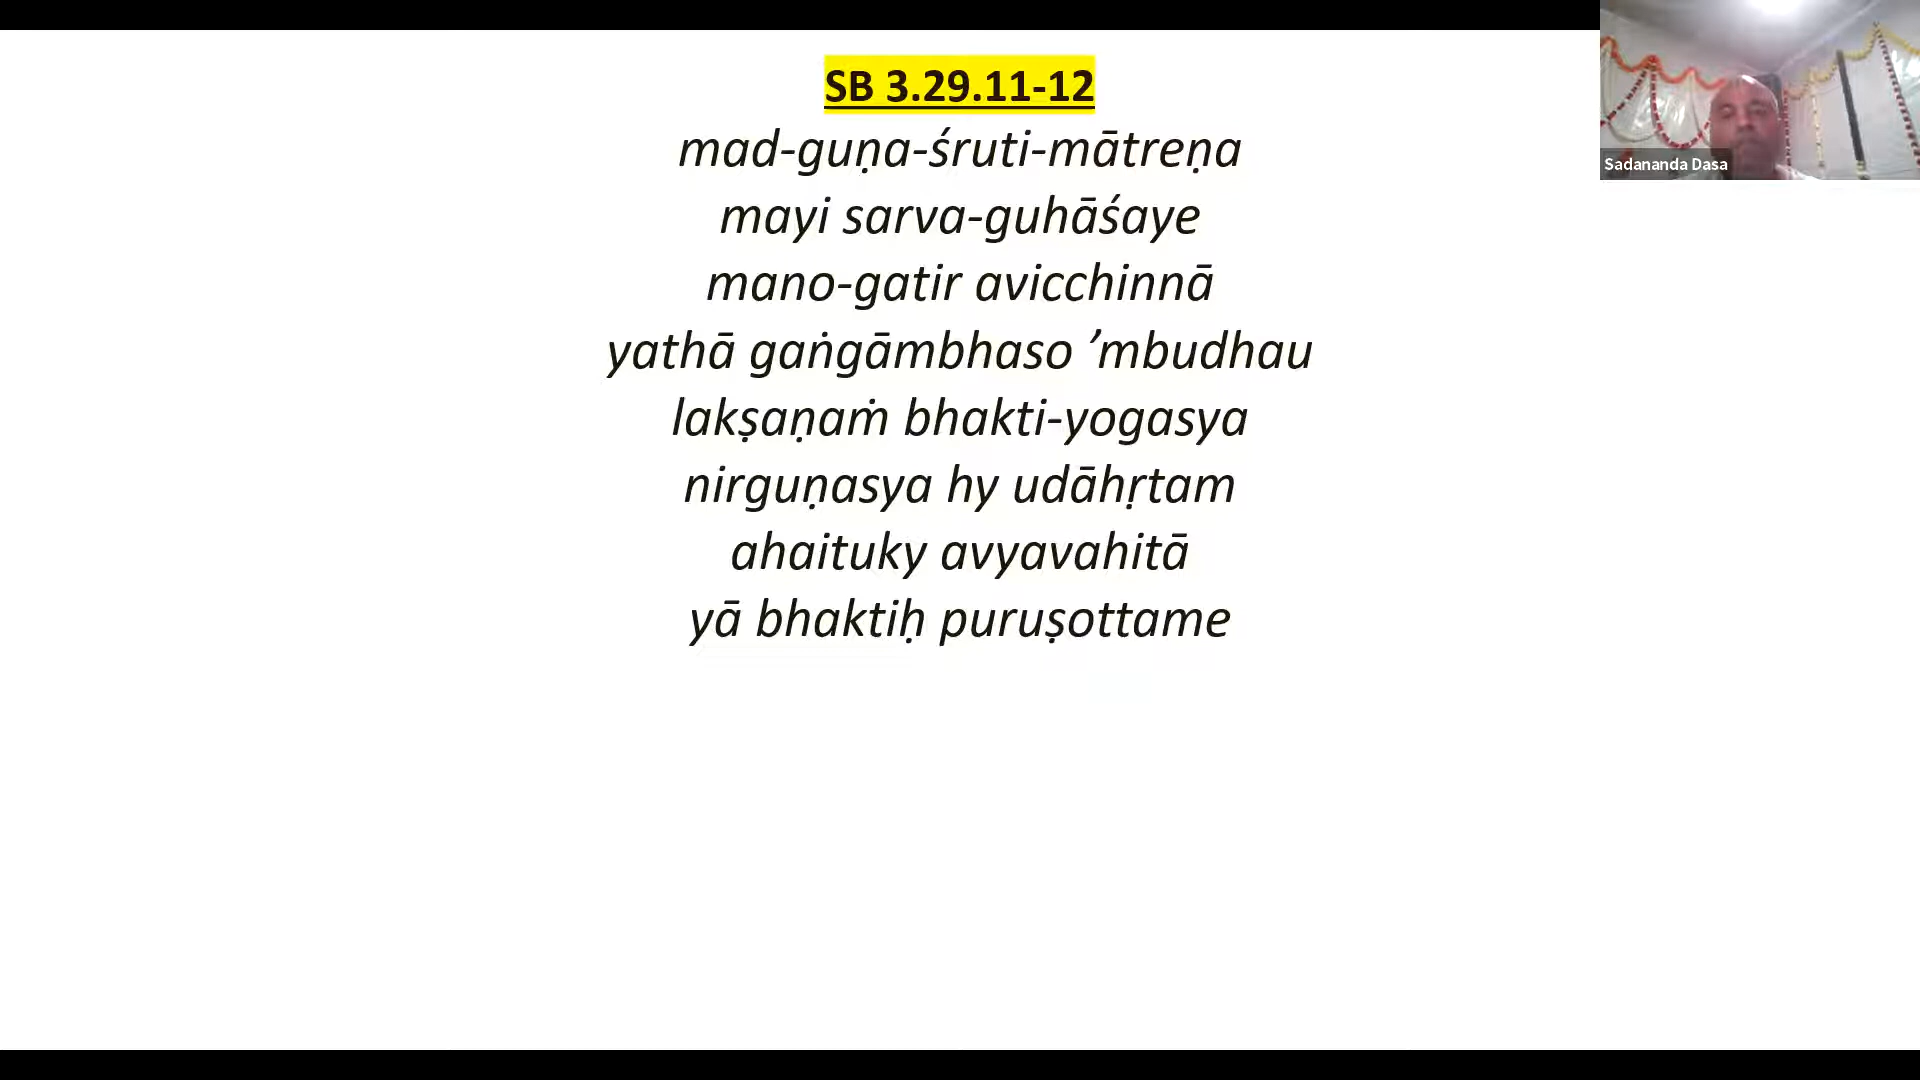 SB 3.29.11-12
mad-guṇa-śruti-mātreṇa
mayi sarva-guhāśaye
mano-gatir avicchinnā
yathā gaṅgāmbhaso ’mbudhau
lakṣaṇaṁ bhakti-yogasya
nirguṇasya hy udāhṛtam
ahaituky avyavahitā
yā bhaktiḥ puruṣottame
Sadananda Dasa